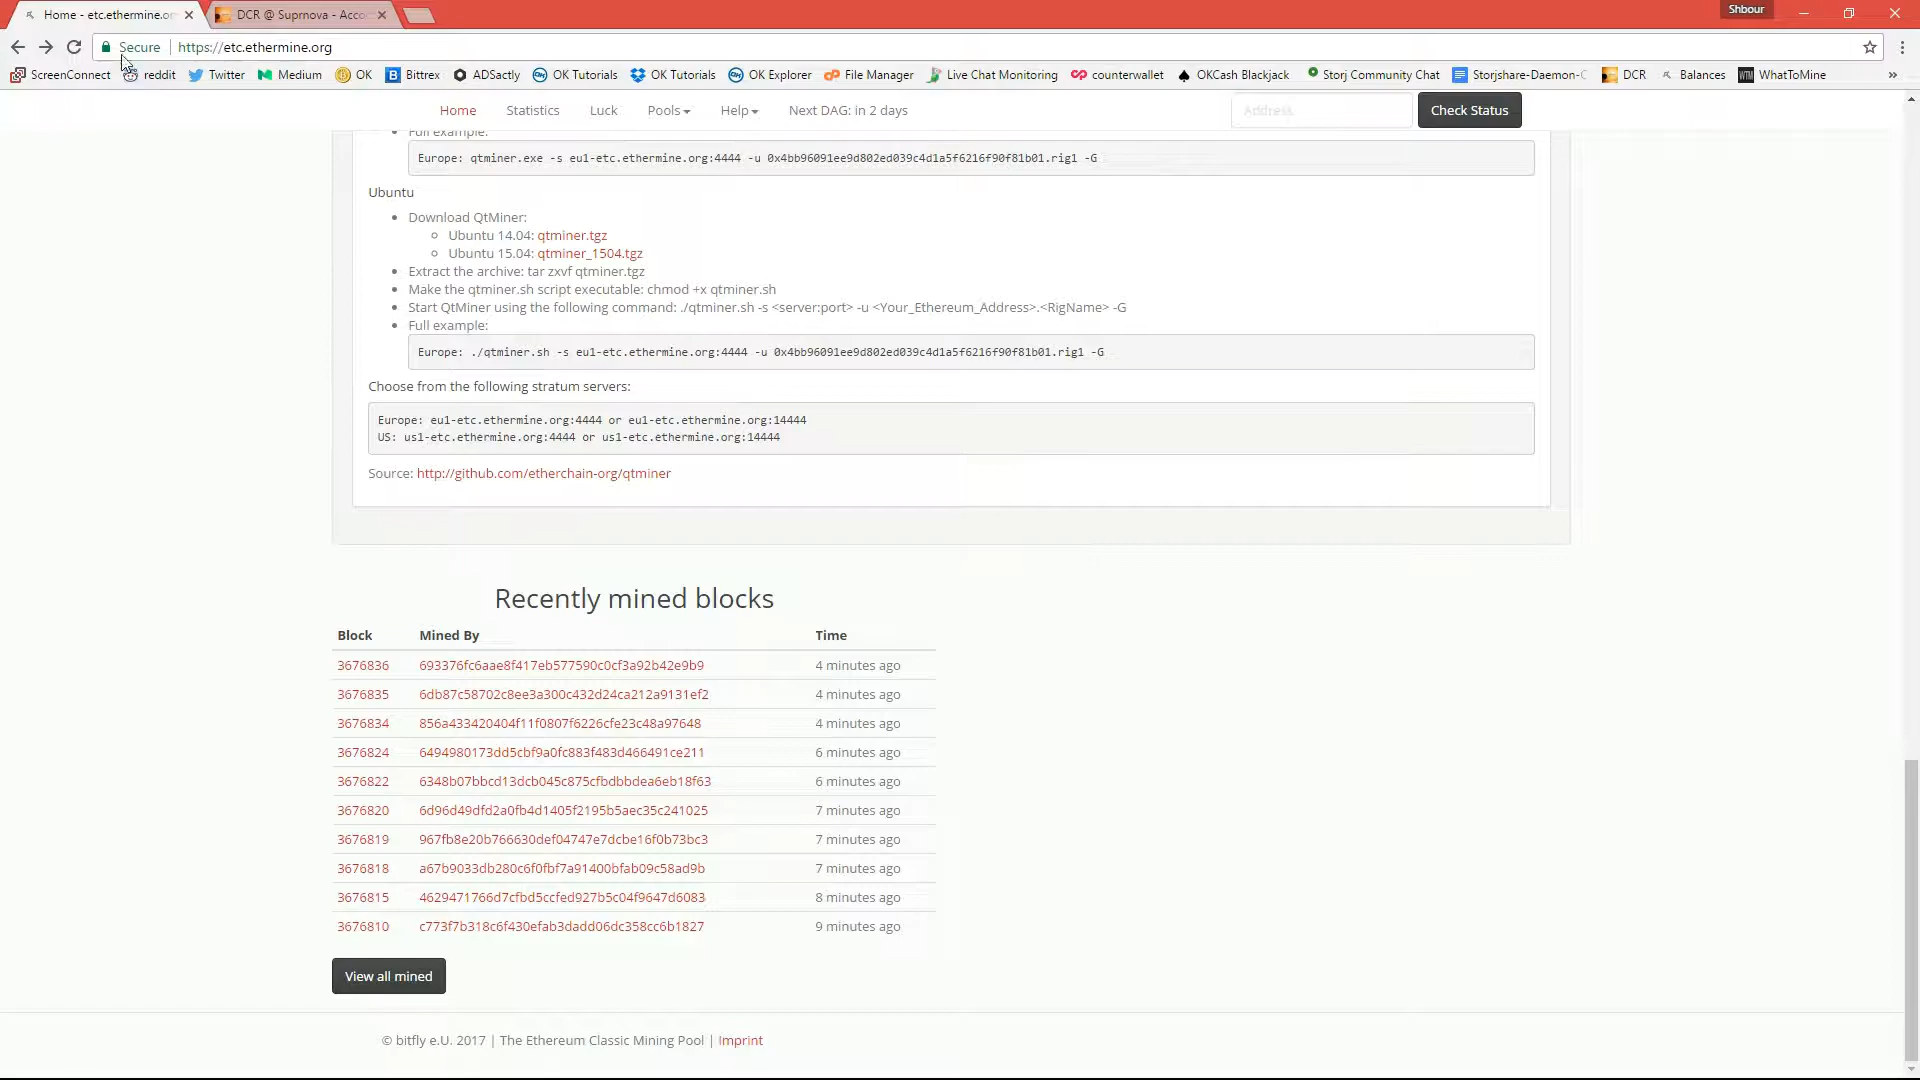 Home - etc.ethermine.or
DCR @ Suprnova - Acco
Shbour
Secure | https://etc.ethermine.org
ScreenConnect reddit Twitter Medium OK Bittrex ADSactly OK Tutorials OK Tutorials OK Explorer File Manager Live Chat Monitoring counterwallet OKCash Blackjack Storj Community Chat Storjshare-Daemon-C DCR Balances WhatToMine »
Home Statistics Luck Pools Help Next DAG: in 2 days Address Check Status
Full example:
Europe: qtminer.exe -s eu1-etc.ethermine.org:4444 -u 0x4bb96091ee9d802ed039c4d1a5f6216f90f81b01.rig1 -G
Ubuntu
Download QtMiner:
Ubuntu 14.04: qtminer.tgz
Ubuntu 15.04: qtminer_1504.tgz
Extract the archive: tar zxvf qtminer.tgz
Make the qtminer.sh script executable: chmod +x qtminer.sh
Start QtMiner using the following command: ./qtminer.sh -s <server:port> -u <Your_Ethereum_Address>.<RigName> -G
Full example:
Europe: ./qtminer.sh -s eu1-etc.ethermine.org:4444 -u 0x4bb96091ee9d802ed039c4d1a5f6216f90f81b01.rig1 -G
Choose from the following stratum servers:
Europe: eu1-etc.ethermine.org:4444 or eu1-etc.ethermine.org:14444
US: us1-etc.ethermine.org:4444 or us1-etc.ethermine.org:14444
Source: http://github.com/etherchain-org/qtminer
Recently mined blocks
Block Mined By Time
3676836 693376fc6aae8f417eb577590c0cf3a92b42e9b9 4 minutes ago
3676835 6db87c58702c8ee3a300c432d24ca212a9131ef2 4 minutes ago
3676834 856a433420404f11f0807f6226cfe23c48a97648 4 minutes ago
3676824 6494980173dd5cbf9a0fc883f483d466491ce211 6 minutes ago
3676822 6348b07bbcd13dcb045c875cfbdbbdea6eb18f63 6 minutes ago
3676820 6d96d49dfd2a0fb4d1405f2195b5aec35c241025 7 minutes ago
3676819 967fb8e20b766630def04747e7dcbe16f0b73bc3 7 minutes ago
3676818 a67b9033db280c6f0fbf7a91400bfab09c58ad9b 7 minutes ago
3676815 4629471766d7cfbd5ccfed927b5c04f9647d6083 8 minutes ago
3676810 c773f7b318c6f430efab3dadd06dc358cc6b1827 9 minutes ago
View all mined
© bitfly e.U. 2017 | The Ethereum Classic Mining Pool | Imprint